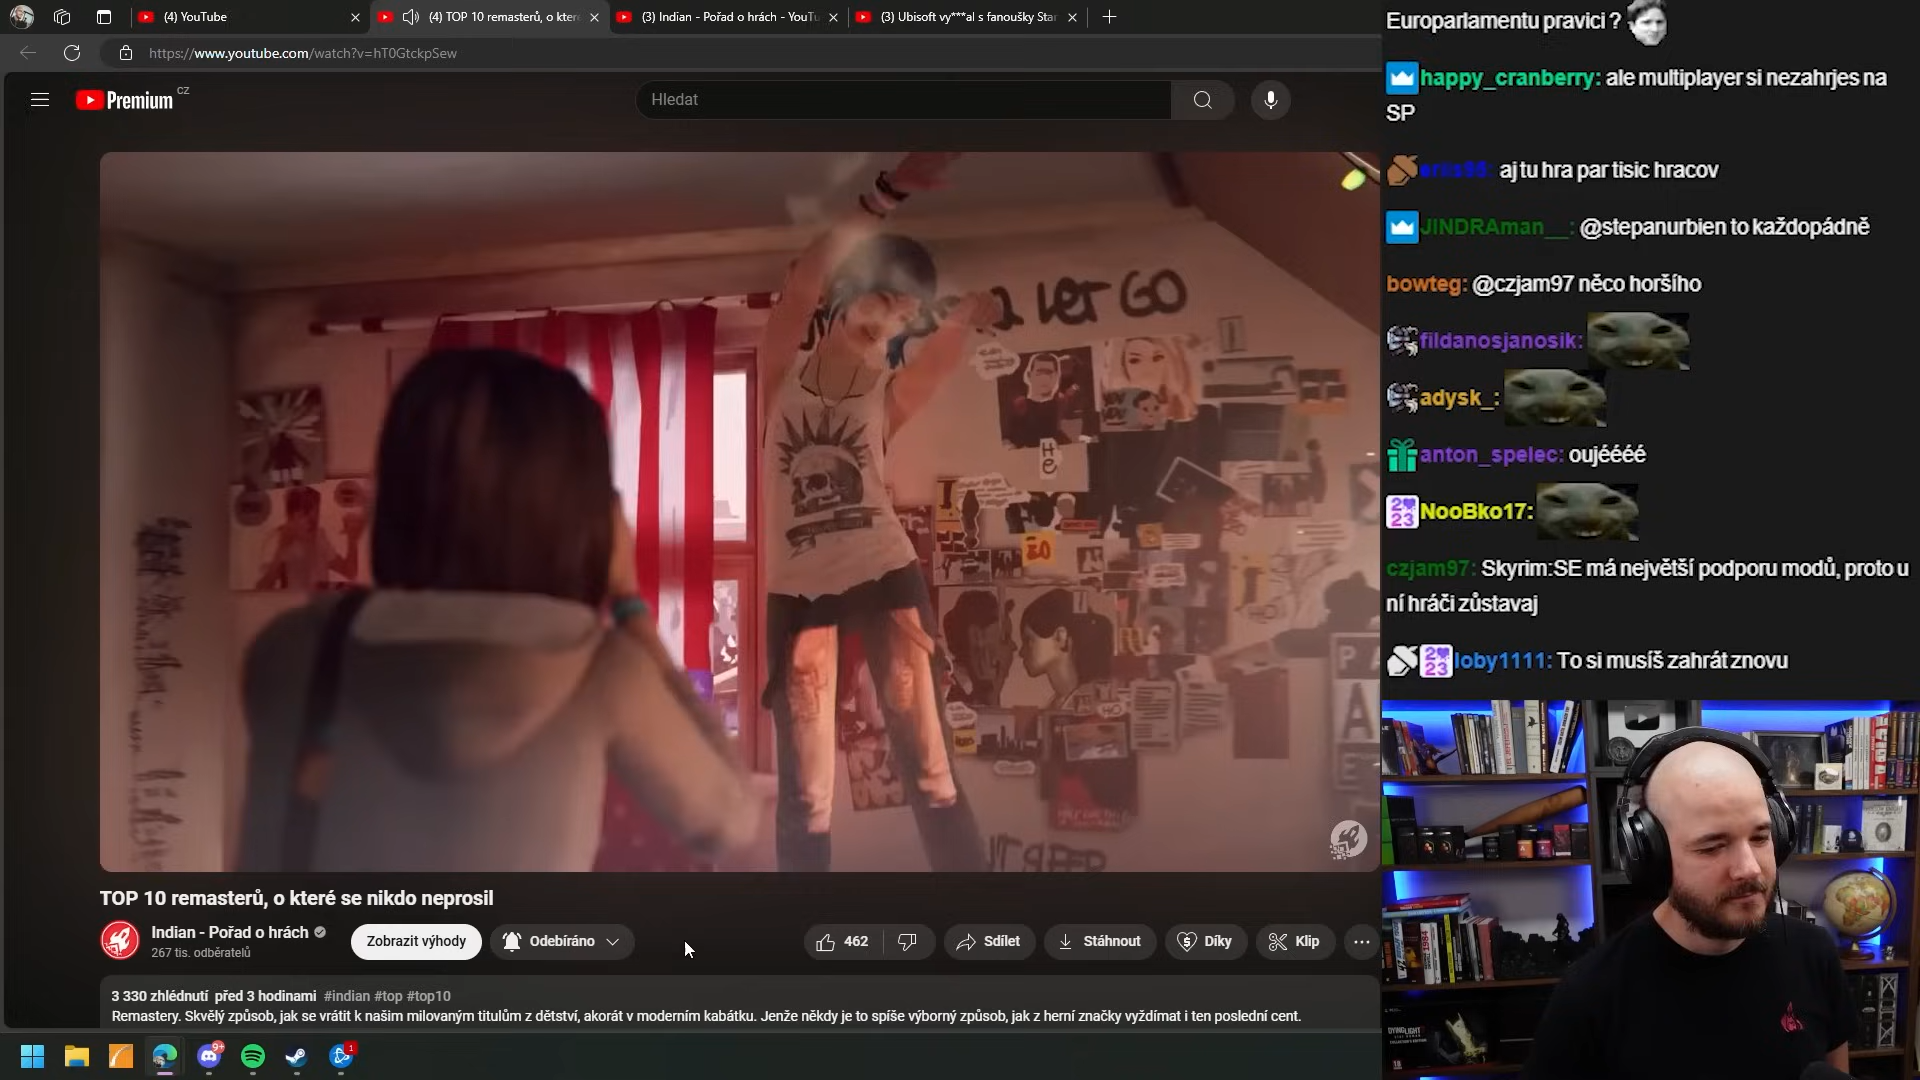 (4) YouTube
(4) TOP 10 remasterů, o kter
(3) Indian - Pořad o hrách - YouTu
(3) Ubisoft vy***al s fanoušky Star
https://www.youtube.com/watch?v=hT0GtckpSew
Premium CZ
Hledat
LET GO
TOP 10 remasterů, o které se nikdo neprosil
Indian - Pořad o hrách
267 tis. odběratelů
Zobrazit výhody
Odebíráno
462
Sdílet
Stáhnout
Díky
Klip
3 330 zhlédnutí před 3 hodinami #indian #top #top10
Remastery. Skvělý způsob, jak se vrátit k našim milovaným titulům z dětství, akorát v moderním kabátku. Jenže někdy je to spíše výborný způsob, jak z herní značky vyždímat i ten poslední cent.
9+
1
Europarlamentu pravici ?
happy_cranberry: ale multiplayer si nezahrjes na
SP
aj tu hra par tisic hracov
JINDRAman__: @stepanurbien to každopádně
bowteg: @czjam97 něco horšího
fildanosjanosik:
adysk_:
anton_spelec: oujéééé
NooBko17:
czjam97: Skyrim:SE má největší podporu modů, proto u
ní hráči zůstavaj
loby1111: To si musíš zahrát znovu